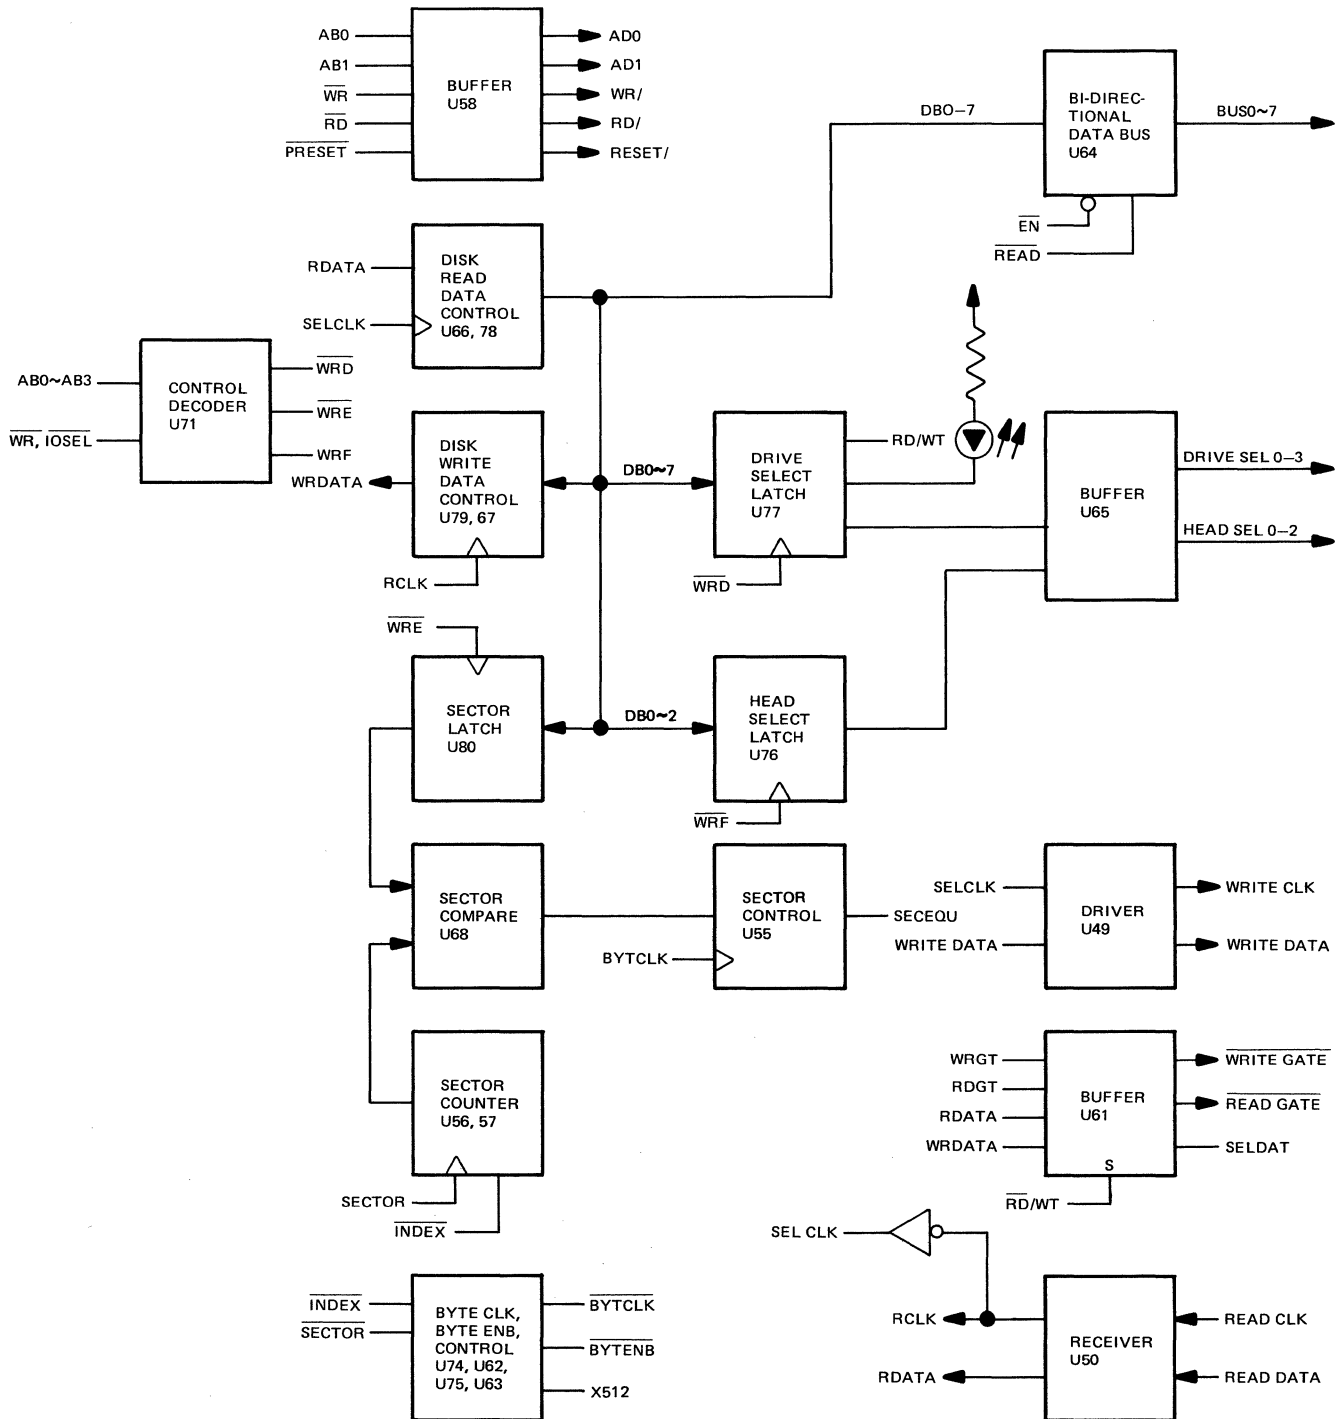 AB0
AB1
WR
RD
PRESET
BUFFER
U58
AD0
AD1
WR/
RD/
RESET/
DBO-7
BI-DIREC-
TIONAL
DATA BUS
U64
BUS0~7
EN
READ
RDATA
SELCLK
DISK
READ
DATA
CONTROL
U66, 78
AB0~AB3
WR, IOSEL
CONTROL
DECODER
U71
WRD
WRE
WRF
WRDATA
DISK
WRITE
DATA
CONTROL
U79, 67
RCLK
DB0~7
DRIVE
SELECT
LATCH
U77
RD/WT
WRD
BUFFER
U65
DRIVE SEL 0-3
HEAD SEL 0-2
WRE
SECTOR
LATCH
U80
DB0~2
HEAD
SELECT
LATCH
U76
WRF
SECTOR
COMPARE
U68
BYTCLK
SECTOR
CONTROL
U55
SECEQU
SELCLK
WRITE DATA
DRIVER
U49
WRITE CLK
WRITE DATA
SECTOR
COUNTER
U56, 57
SECTOR
INDEX
WRGT
RDGT
RDATA
WRDATA
BUFFER
U61
S
RD/WT
WRITE GATE
READ GATE
SELDAT
SEL CLK
INDEX
SECTOR
BYTE CLK,
BYTE ENB,
CONTROL
U74, U62,
U75, U63
BYTCLK
BYTENB
X512
RCLK
RDATA
RECEIVER
U50
READ CLK
READ DATA